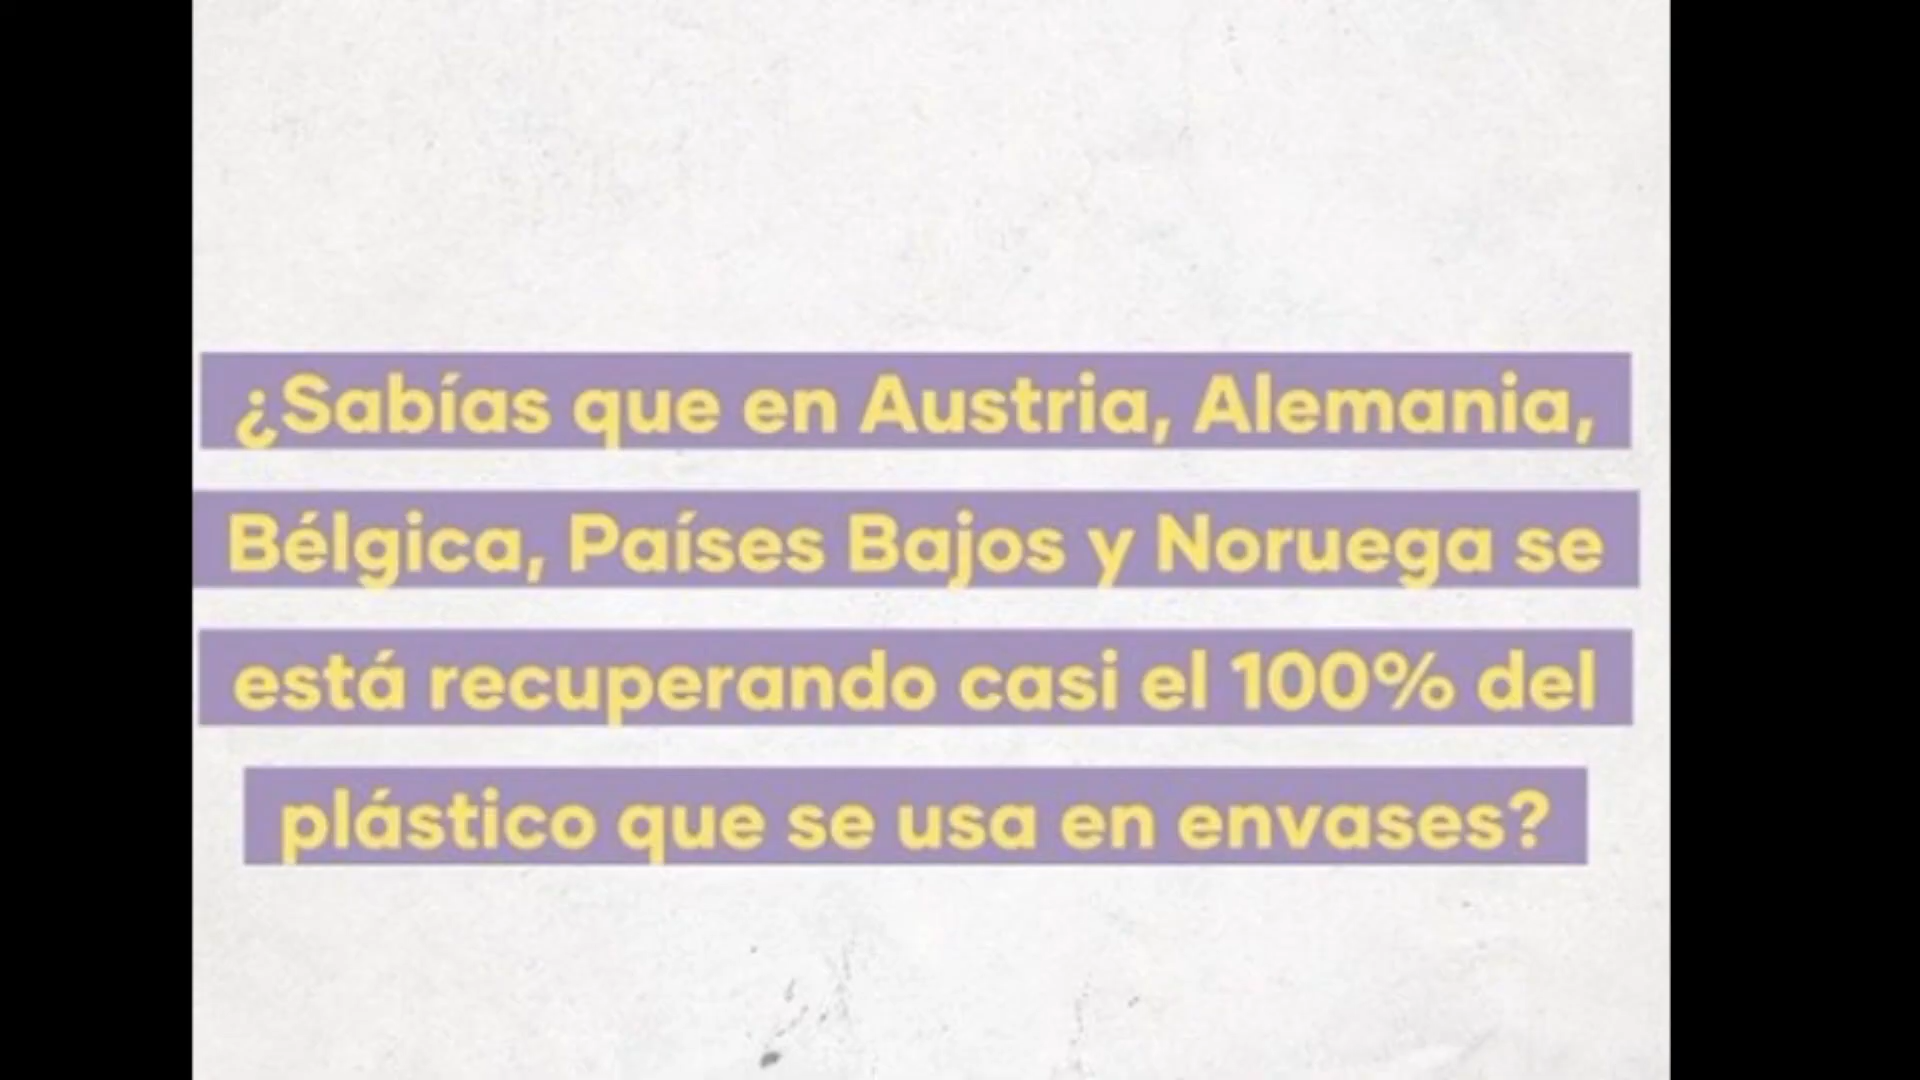 ¿Sabías que en Austria, Alemania,
Bélgica, Países Bajos y Noruega se
está recuperando casi el 100% del
plástico que se usa en envases?